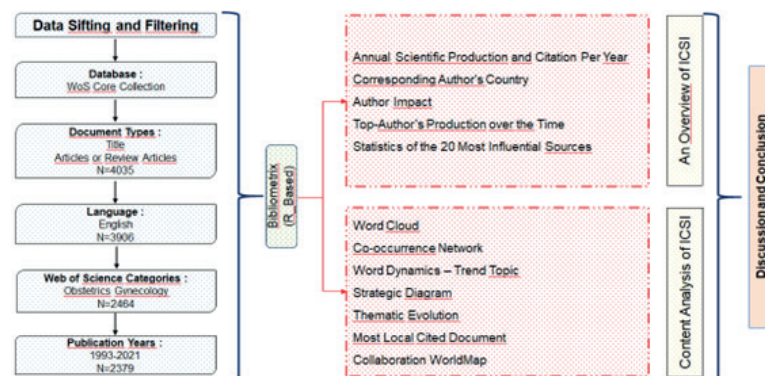 Data Sifting and Filtering
Database :
WoS Core Collection
Document Types :
Title
Articles or Review Articles
N=4035
Language :
English
N=3906
Web of Science Categories :
Obstetrics Gynecology
N=2464
Publication Years :
1993-2021
N=2379
Bibliometrix
(R_Based)
Annual Scientific Production and Citation Per Year
Corresponding Author's Country
Author Impact
Top-Author's Production over the Time
Statistics of the 20 Most Influential Sources
An Overview of ICSI
Word Cloud
Co-occurrence Network
Word Dynamics – Trend Topic
Strategic Diagram
Thematic Evolution
Most Local Cited Document
Collaboration WorldMap
Content Analysis of ICSI
Discussion and Conclusion